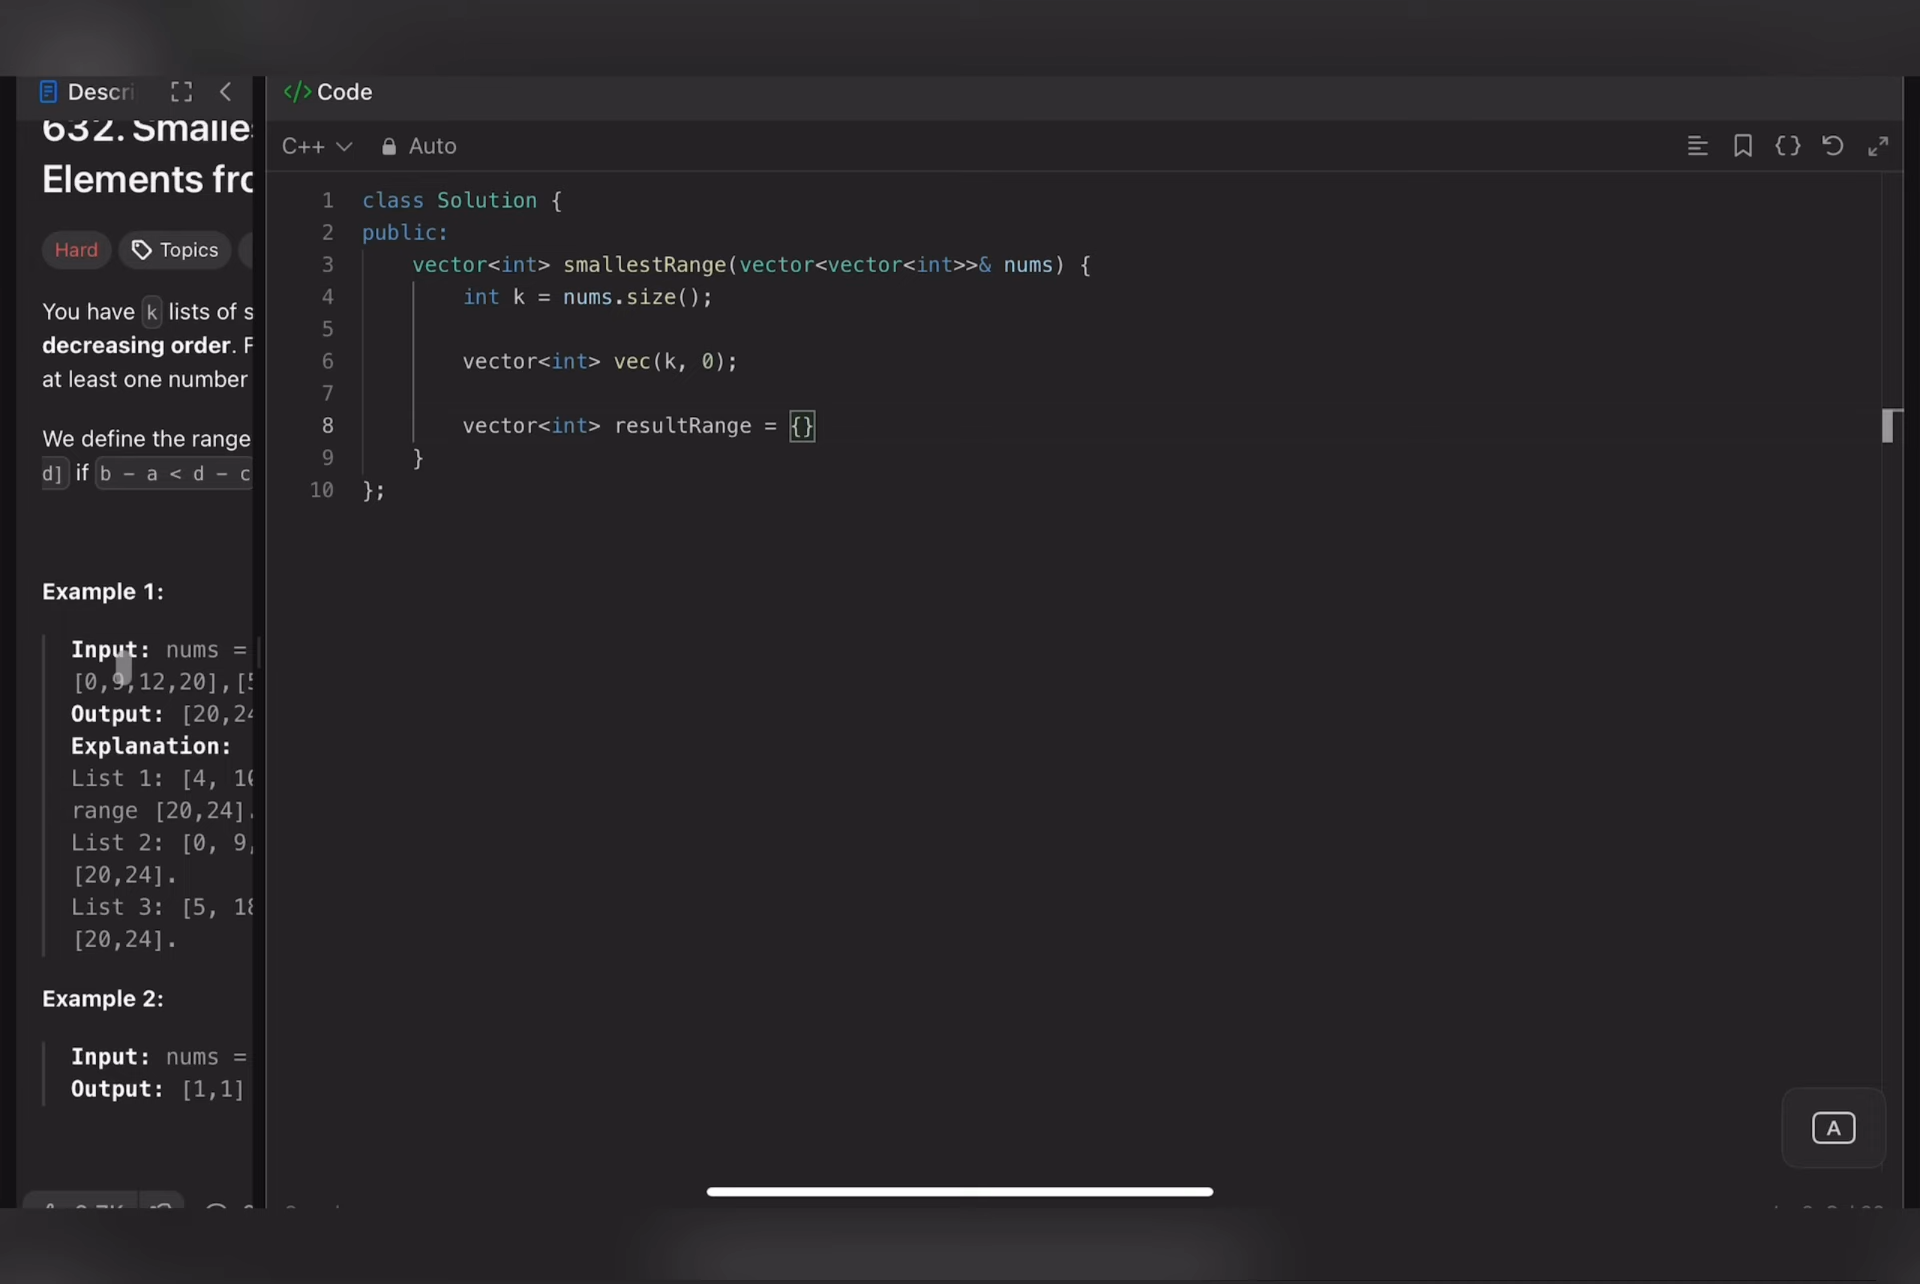 Descri
</> Code
632. Smalles
Elements fro
C++
Auto
Hard
Topics
You have k lists of s
decreasing order. F
at least one number
We define the range
d] if b - a < d - c
Example 1:
Input: nums =
[0,9,12,20],[5
Output: [20,24
Explanation:
List 1: [4, 10
range [20,24].
List 2: [0, 9,
[20,24].
List 3: [5, 18
[20,24].
Example 2:
Input: nums =
Output: [1,1]
1 class Solution {
2 public:
3 vector<int> smallestRange(vector<vector<int>>& nums) {
4 int k = nums.size();
5
6 vector<int> vec(k, 0);
7
8 vector<int> resultRange = {}
9 }
10 };
A